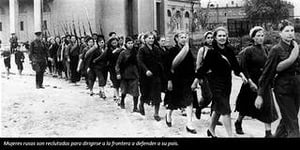 Mujeres rusas son reclutadas para dirigirse a la frontera a defender a su país.